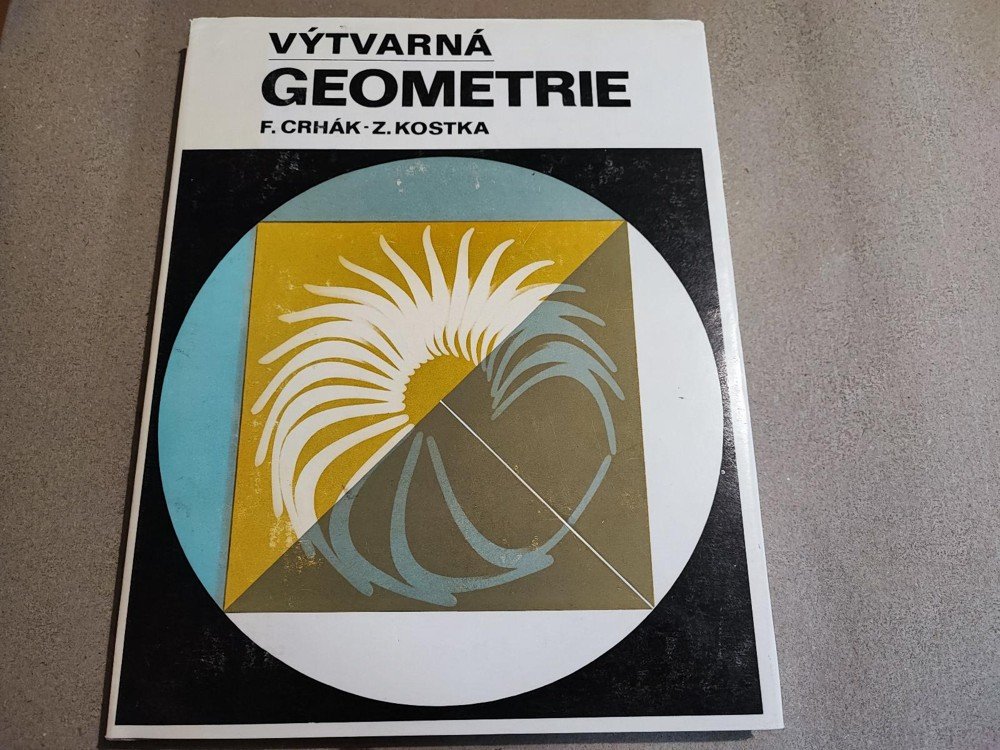 VÝTVARNÁ
GEOMETRIE
F. CRHÁK - Z. KOSTKA